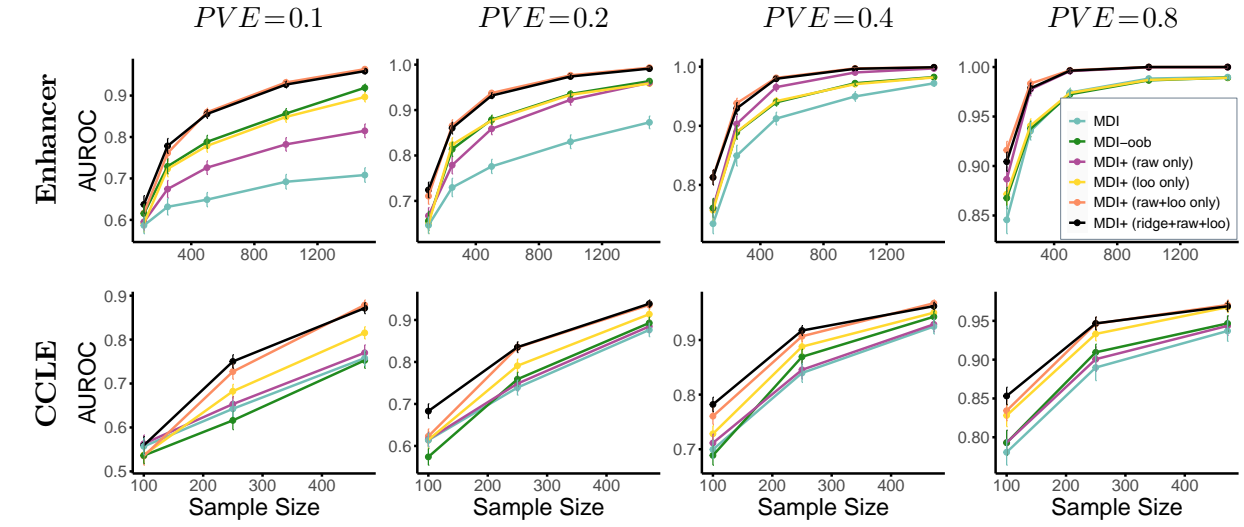 PVE=0.1 PVE=0.2 PVE=0.4 PVE=0.8
Enhancer
AUROC
0.9
0.8
0.7
0.6
400 800 1200
1.0
0.9
0.8
0.7
400 800 1200
1.0
0.9
0.8
400 800 1200
1.00
0.95
0.90
0.85
400 800 1200
MDI
MDI−oob
MDI+ (raw only)
MDI+ (loo only)
MDI+ (raw+loo only)
MDI+ (ridge+raw+loo)
CCLE
AUROC
0.9
0.8
0.7
0.6
0.5
100 200 300 400
Sample Size
0.9
0.8
0.7
0.6
100 200 300 400
Sample Size
0.9
0.8
0.7
100 200 300 400
Sample Size
0.95
0.90
0.85
0.80
100 200 300 400
Sample Size